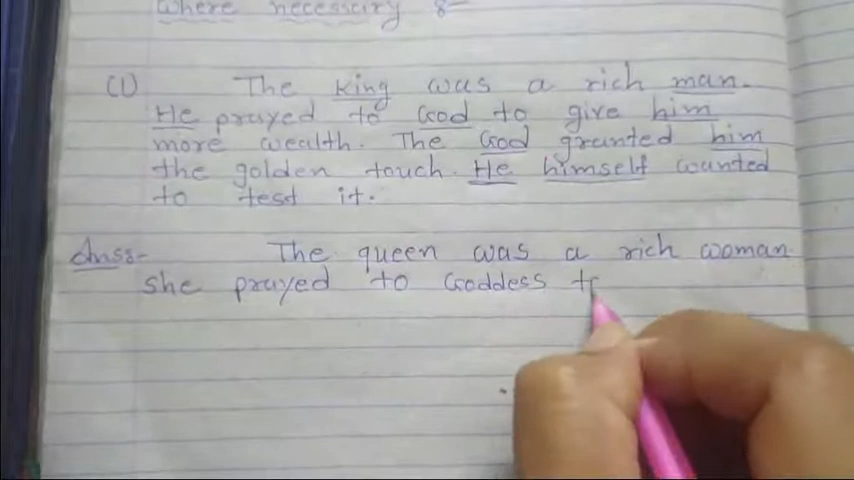 where necessary :-
(1) The king was a rich man.
He prayed to God to give him
more wealth. The God granted him
the golden touch. He himself wanted
to test it.
Ans:- The queen was a rich woman.
she prayed to Goddess to